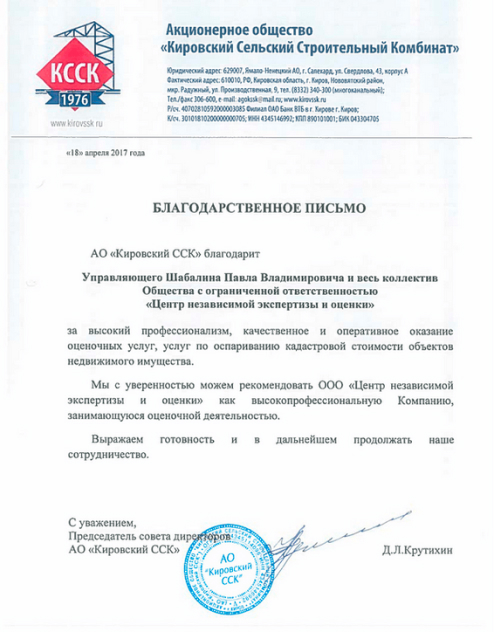 Акционерное общество
«Кировский Сельский Строительный Комбинат»
КССК
1976
www.kirovssk.ru
Юридический адрес: 629007, Ямало-Ненецкий АО, г. Салехард, ул. Свердлова, 43, корпус А
Фактический адрес: 610010, РФ, Кировская область, г. Киров, Нововятский район,
мкр. Радужный, ул. Производственная, 9, тел. (8332) 340-300 (многоканальный);
Тел./факс 306-600, e-mail: agokssk@mail.ru, www.kirovssk.ru
Р/сч. 40702810592000003085 Филиал ОАО Банк ВТБ в г. Кирове г. Киров;
К/сч. 30101810200000000705; ИНН 4345146992; КПП 890101001; БИК 043304705
«18» апреля 2017 года
БЛАГОДАРСТВЕННОЕ ПИСЬМО
АО «Кировский ССК» благодарит
Управляющего Шабалина Павла Владимировича и весь коллектив
Общества с ограниченной ответственностью
«Центр независимой экспертизы и оценки»
за высокий профессионализм, качественное и оперативное оказание
оценочных услуг, услуг по оспариванию кадастровой стоимости объектов
недвижимого имущества.
Мы с уверенностью можем рекомендовать ООО «Центр независимой
экспертизы и оценки» как высокопрофессиональную Компанию,
занимающуюся оценочной деятельностью.
Выражаем готовность и в дальнейшем продолжать наше
сотрудничество.
С уважением,
Председатель совета директоров
АО «Кировский ССК»
Д.Л.Крутихин
АО
"Кировский
ССК"